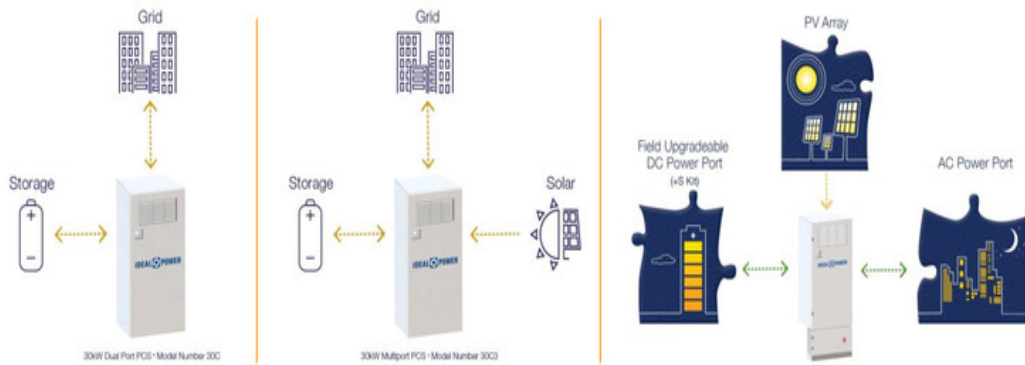 Grid
Storage
IDEAL POWER
30kW Dual Port PCS • Model Number 30C
Grid
Storage
Solar
IDEAL POWER
30kW Multiport PCS • Model Number 30C3
PV Array
Field Upgradeable
DC Power Port
(+S Kit)
AC Power Port
IDEAL POWER